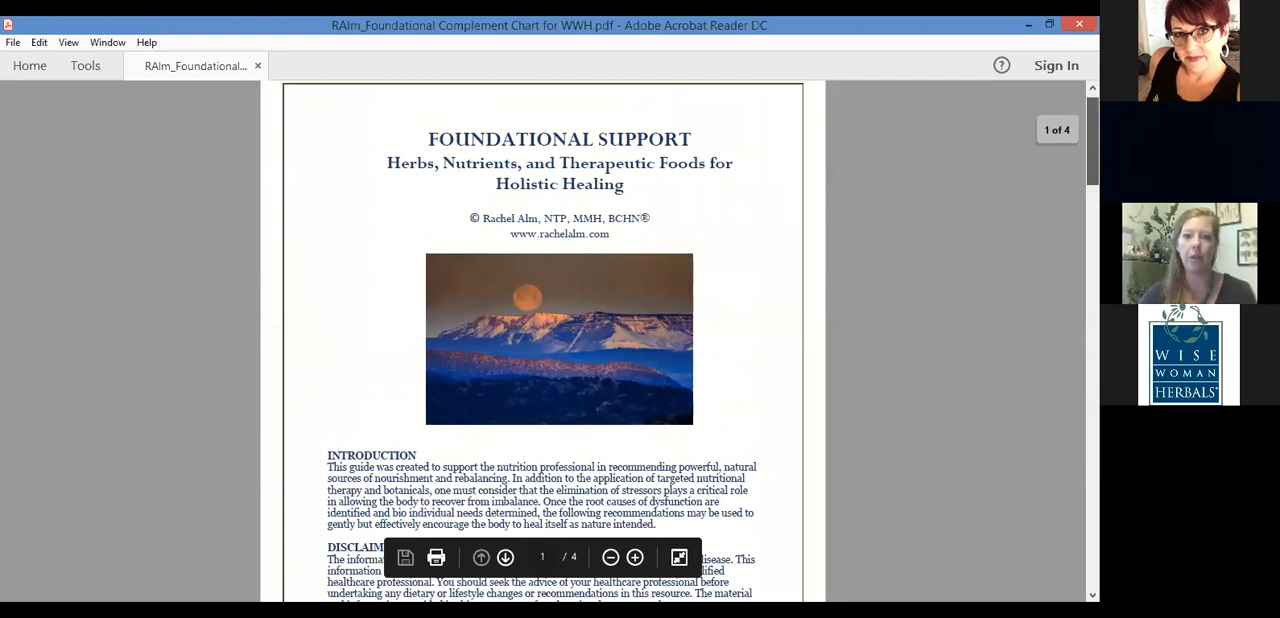 RAlm_Foundational Complement Chart for WWH.pdf - Adobe Acrobat Reader DC
File Edit View Window Help
Home Tools RAlm_Foundational... × Sign In
1 of 4
FOUNDATIONAL SUPPORT
Herbs, Nutrients, and Therapeutic Foods for
Holistic Healing
© Rachel Alm, NTP, MMH, BCHN®
www.rachelalm.com
INTRODUCTION
This guide was created to support the nutrition professional in recommending powerful, natural
sources of nourishment and rebalancing. In addition to the application of targeted nutritional
therapy and botanicals, one must consider that the elimination of stressors plays a critical role
in allowing the body to recover from imbalance. Once the root causes of dysfunction are
identified and bio individual needs determined, the following recommendations may be used to
gently but effectively encourage the body to heal itself as nature intended.
DISCLAIM
The informa disease. This
information lified
healthcare professional. You should seek the advice of your healthcare professional before
undertaking any dietary or lifestyle changes or recommendations in this resource. The material
1 / 4
WISE
WOMAN
HERBALS®